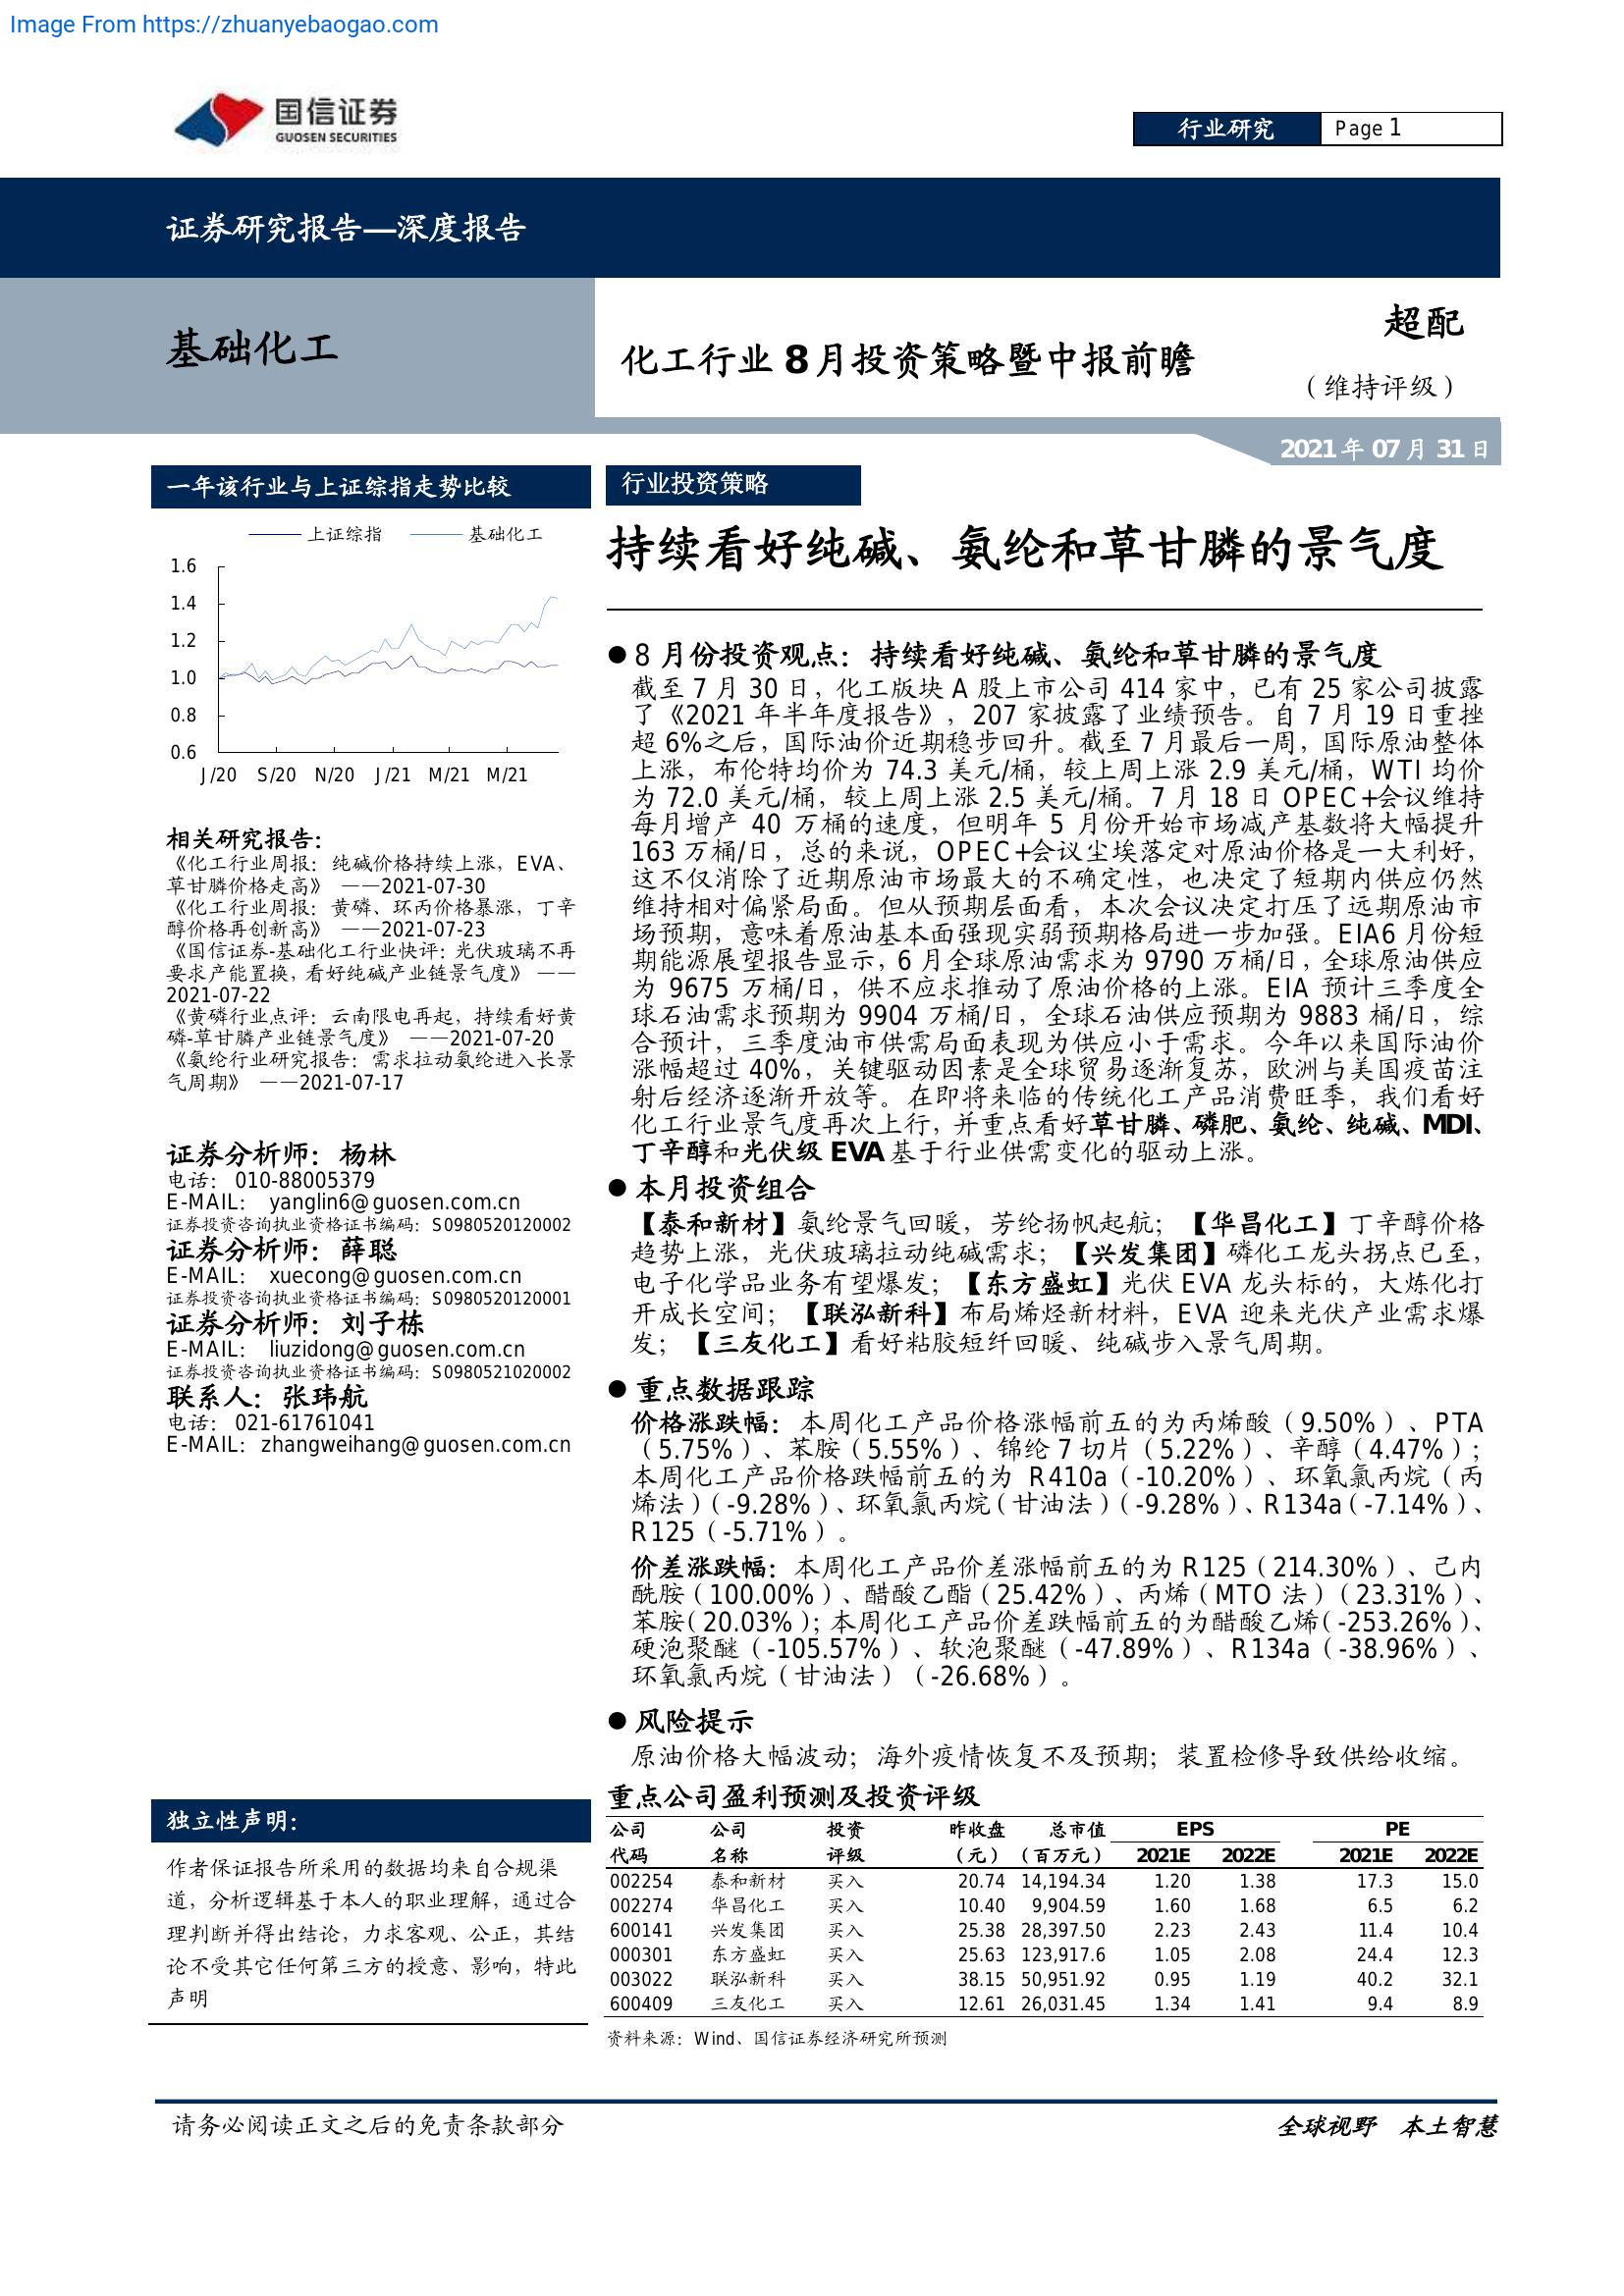 Image From https://zhuanyebaogao.com
国信证券
GUOSEN SECURITIES
行业研究
Page 1
证券研究报告—深度报告
基础化工
化工行业 8 月投资策略暨中报前瞻
超配
（维持评级）
2021 年 07 月 31 日
一年该行业与上证综指走势比较
上证综指 基础化工
1.6
1.4
1.2
1.0
0.8
0.6
J/20 S/20 N/20 J/21 M/21 M/21
相关研究报告：
《化工行业周报：纯碱价格持续上涨，EVA、
草甘膦价格走高》 ——2021-07-30
《化工行业周报：黄磷、环丙价格暴涨，丁辛
醇价格再创新高》 ——2021-07-23
《国信证券-基础化工行业快评：光伏玻璃不再
要求产能置换，看好纯碱产业链景气度》 ——
2021-07-22
《黄磷行业点评：云南限电再起，持续看好黄
磷-草甘膦产业链景气度》 ——2021-07-20
《氨纶行业研究报告：需求拉动氨纶进入长景
气周期》 ——2021-07-17
证券分析师：杨林
电话： 010-88005379
E-MAIL： yanglin6@guosen.com.cn
证券投资咨询执业资格证书编码：S0980520120002
证券分析师：薛聪
E-MAIL： xuecong@guosen.com.cn
证券投资咨询执业资格证书编码：S0980520120001
证券分析师：刘子栋
E-MAIL： liuzidong@guosen.com.cn
证券投资咨询执业资格证书编码：S0980521020002
联系人：张玮航
电话： 021-61761041
E-MAIL：zhangweihang@guosen.com.cn
独立性声明：
作者保证报告所采用的数据均来自合规渠
道，分析逻辑基于本人的职业理解，通过合
理判断并得出结论，力求客观、公正，其结
论不受其它任何第三方的授意、影响，特此
声明
行业投资策略
持续看好纯碱、氨纶和草甘膦的景气度
● 8 月份投资观点：持续看好纯碱、氨纶和草甘膦的景气度
截至 7 月 30 日，化工版块 A 股上市公司 414 家中，已有 25 家公司披露
了《2021 年半年度报告》，207 家披露了业绩预告。自 7 月 19 日重挫
超 6%之后，国际油价近期稳步回升。截至 7 月最后一周，国际原油整体
上涨，布伦特均价为 74.3 美元/桶，较上周上涨 2.9 美元/桶，WTI 均价
为 72.0 美元/桶，较上周上涨 2.5 美元/桶。7 月 18 日 OPEC+会议维持
每月增产 40 万桶的速度，但明年 5 月份开始市场减产基数将大幅提升
163 万桶/日，总的来说，OPEC+会议尘埃落定对原油价格是一大利好，
这不仅消除了近期原油市场最大的不确定性，也决定了短期内供应仍然
维持相对偏紧局面。但从预期层面看，本次会议决定打压了远期原油市
场预期，意味着原油基本面强现实弱预期格局进一步加强。EIA6 月份短
期能源展望报告显示，6 月全球原油需求为 9790 万桶/日，全球原油供应
为 9675 万桶/日，供不应求推动了原油价格的上涨。EIA 预计三季度全
球石油需求预期为 9904 万桶/日，全球石油供应预期为 9883 桶/日，综
合预计，三季度油市供需局面表现为供应小于需求。今年以来国际油价
涨幅超过 40%，关键驱动因素是全球贸易逐渐复苏，欧洲与美国疫苗注
射后经济逐渐开放等。在即将来临的传统化工产品消费旺季，我们看好
化工行业景气度再次上行，并重点看好草甘膦、磷肥、氨纶、纯碱、MDI、
丁辛醇和光伏级 EVA 基于行业供需变化的驱动上涨。
● 本月投资组合
【泰和新材】氨纶景气回暖，芳纶扬帆起航；【华昌化工】丁辛醇价格
趋势上涨，光伏玻璃拉动纯碱需求；【兴发集团】磷化工龙头拐点已至，
电子化学品业务有望爆发；【东方盛虹】光伏 EVA 龙头标的，大炼化打
开成长空间；【联泓新科】布局烯烃新材料，EVA 迎来光伏产业需求爆
发；【三友化工】看好粘胶短纤回暖、纯碱步入景气周期。
● 重点数据跟踪
价格涨跌幅：本周化工产品价格涨幅前五的为丙烯酸（9.50%）、PTA
（5.75%）、苯胺（5.55%）、锦纶 7 切片（5.22%）、辛醇（4.47%）；
本周化工产品价格跌幅前五的为 R410a（-10.20%）、环氧氯丙烷（丙
烯法）（-9.28%）、环氧氯丙烷（甘油法）（-9.28%）、R134a（-7.14%）、
R125（-5.71%）。
价差涨跌幅：本周化工产品价差涨幅前五的为 R125（214.30%）、己内
酰胺（100.00%）、醋酸乙酯（25.42%）、丙烯（MTO 法）（23.31%）、
苯胺（20.03%）；本周化工产品价差跌幅前五的为醋酸乙烯（-253.26%）、
硬泡聚醚（-105.57%）、软泡聚醚（-47.89%）、R134a（-38.96%）、
环氧氯丙烷（甘油法）（-26.68%）。
● 风险提示
原油价格大幅波动；海外疫情恢复不及预期；装置检修导致供给收缩。
重点公司盈利预测及投资评级
公司 公司 投资 昨收盘 总市值 EPS PE
代码 名称 评级 （元） （百万元） 2021E 2022E 2021E 2022E
002254 泰和新材 买入 20.74 14,194.34 1.20 1.38 17.3 15.0
002274 华昌化工 买入 10.40 9,904.59 1.60 1.68 6.5 6.2
600141 兴发集团 买入 25.38 28,397.50 2.23 2.43 11.4 10.4
000301 东方盛虹 买入 25.63 123,917.6 1.05 2.08 24.4 12.3
003022 联泓新科 买入 38.15 50,951.92 0.95 1.19 40.2 32.1
600409 三友化工 买入 12.61 26,031.45 1.34 1.41 9.4 8.9
资料来源：Wind、国信证券经济研究所预测
请务必阅读正文之后的免责条款部分
全球视野 本土智慧